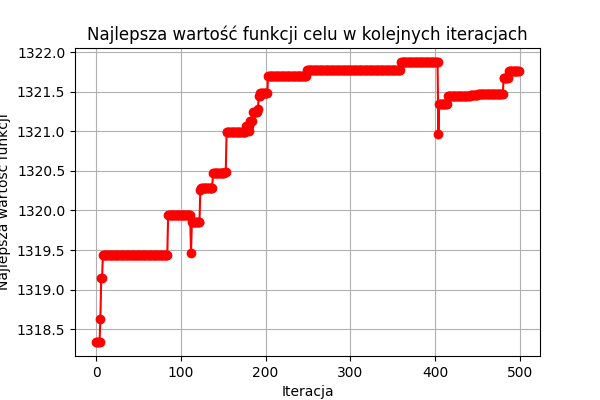 Najlepsza wartość funkcji celu w kolejnych iteracjach
Najlepsza wartość funkcji
1322.0
1321.5
1321.0
1320.5
1320.0
1319.5
1319.0
1318.5
0 100 200 300 400 500
Iteracja